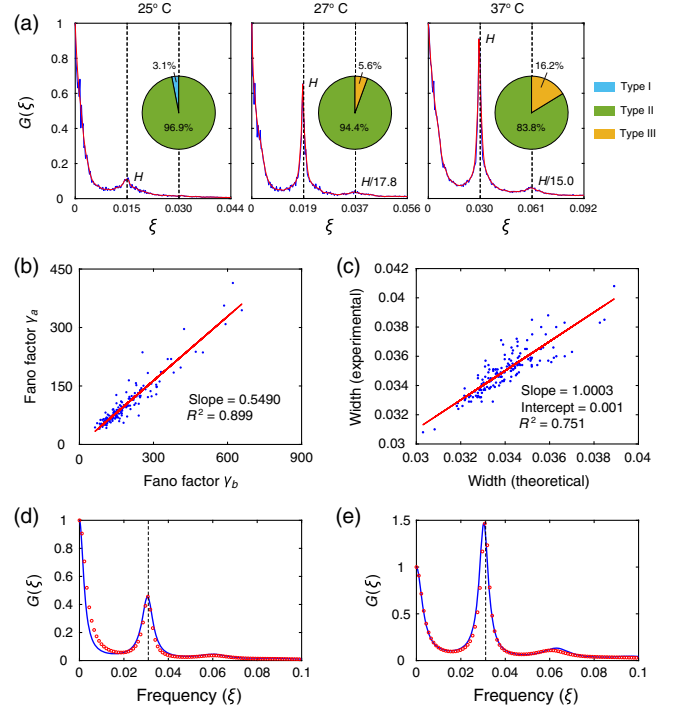 (a)
25° C
27° C
37° C
G(ξ)
1
0.8
0.6
0.4
0.2
0
3.1%
96.9%
H
0 0.015 0.030 0.044
ξ
H
5.6%
94.4%
H/17.8
0 0.019 0.037 0.056
ξ
H
16.2%
83.8%
H/15.0
0 0.030 0.061 0.092
ξ
Type I
Type II
Type III
(b)
Fano factor γa
450
300
150
0
Slope = 0.5490
R² = 0.899
0 300 600 900
Fano factor γb
(c)
Width (experimental)
0.042
0.04
0.038
0.036
0.034
0.032
0.03
Slope = 1.0003
Intercept = 0.001
R² = 0.751
0.03 0.032 0.034 0.036 0.038 0.04
Width (theoretical)
(d)
G(ξ)
1
0.8
0.6
0.4
0.2
0
0 0.02 0.04 0.06 0.08 0.1
Frequency (ξ)
(e)
G(ξ)
1.5
1
0.5
0
0 0.02 0.04 0.06 0.08 0.1
Frequency (ξ)